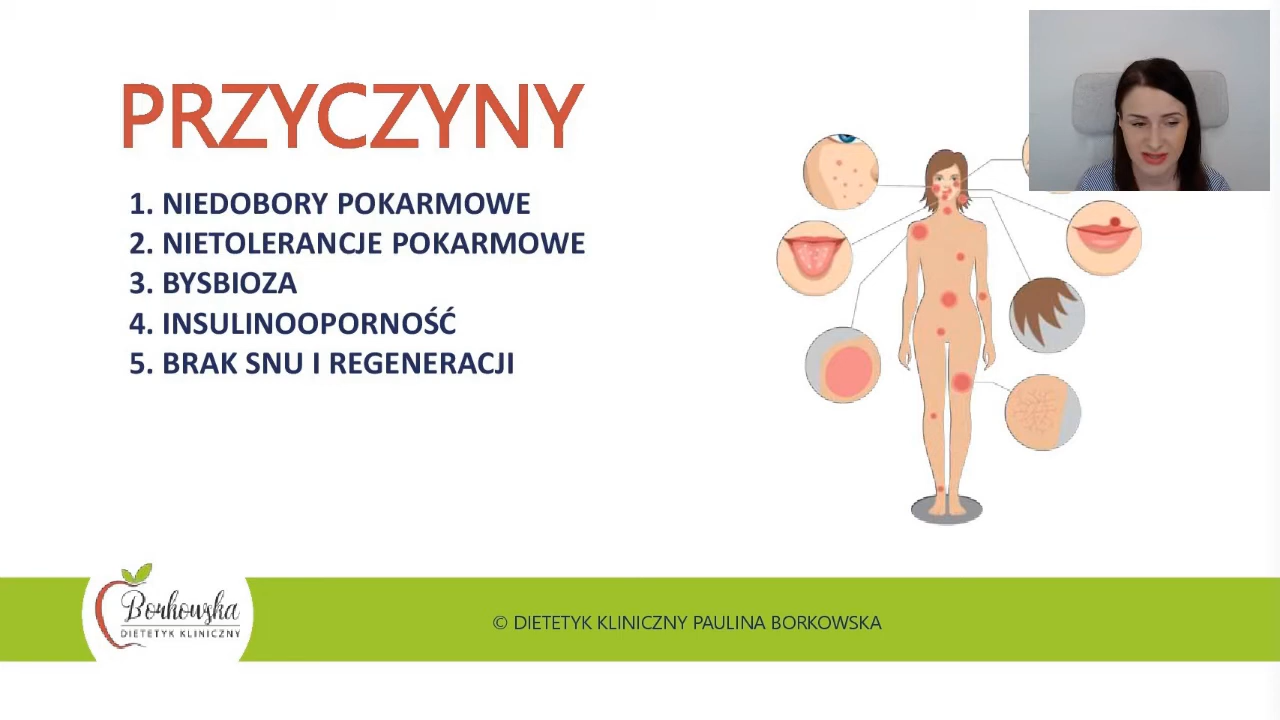 PRZYCZYNY
1. NIEDOBORY POKARMOWE
2. NIETOLERANCJE POKARMOWE
3. BYSBIOZA
4. INSULINOOPORNOŚĆ
5. BRAK SNU I REGENERACJI
Borkowska
DIETETYK KLINICZNY
© DIETETYK KLINICZNY PAULINA BORKOWSKA